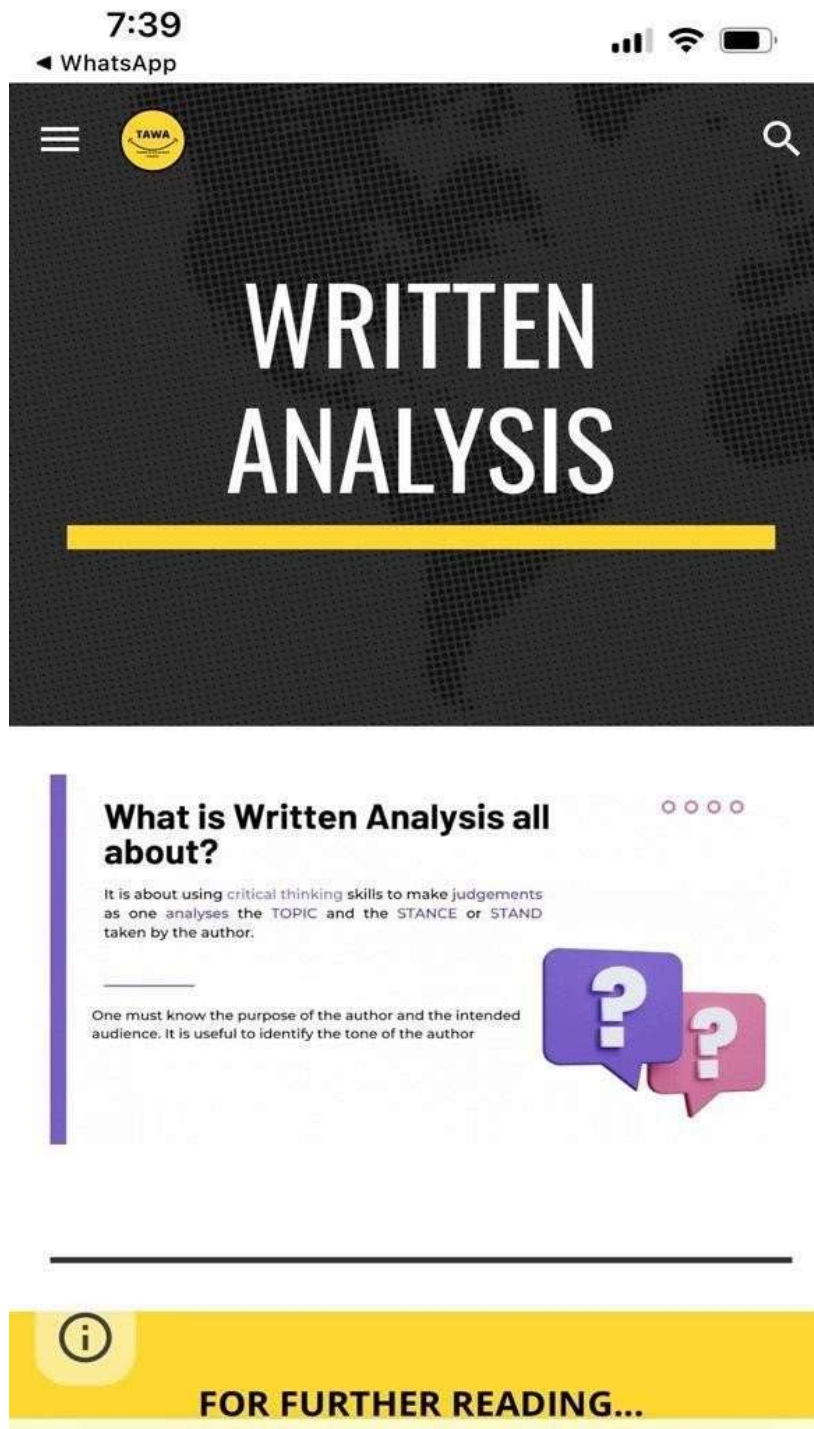 7:39
◀ WhatsApp
TAWA
WRITTEN
ANALYSIS
What is Written Analysis all
about?
It is about using critical thinking skills to make judgements
as one analyses the TOPIC and the STANCE or STAND
taken by the author.
One must know the purpose of the author and the intended
audience. It is useful to identify the tone of the author
FOR FURTHER READING...